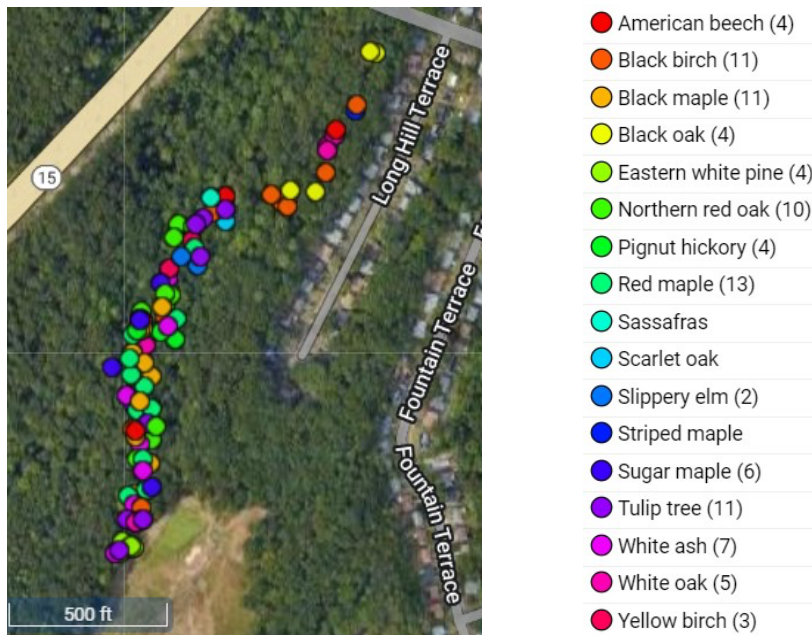 15
Long Hill Terrace
Fountain Terrace
Fountain Terrace
500 ft
American beech (4)
Black birch (11)
Black maple (11)
Black oak (4)
Eastern white pine (4)
Northern red oak (10)
Pignut hickory (4)
Red maple (13)
Sassafras
Scarlet oak
Slippery elm (2)
Striped maple
Sugar maple (6)
Tulip tree (11)
White ash (7)
White oak (5)
Yellow birch (3)